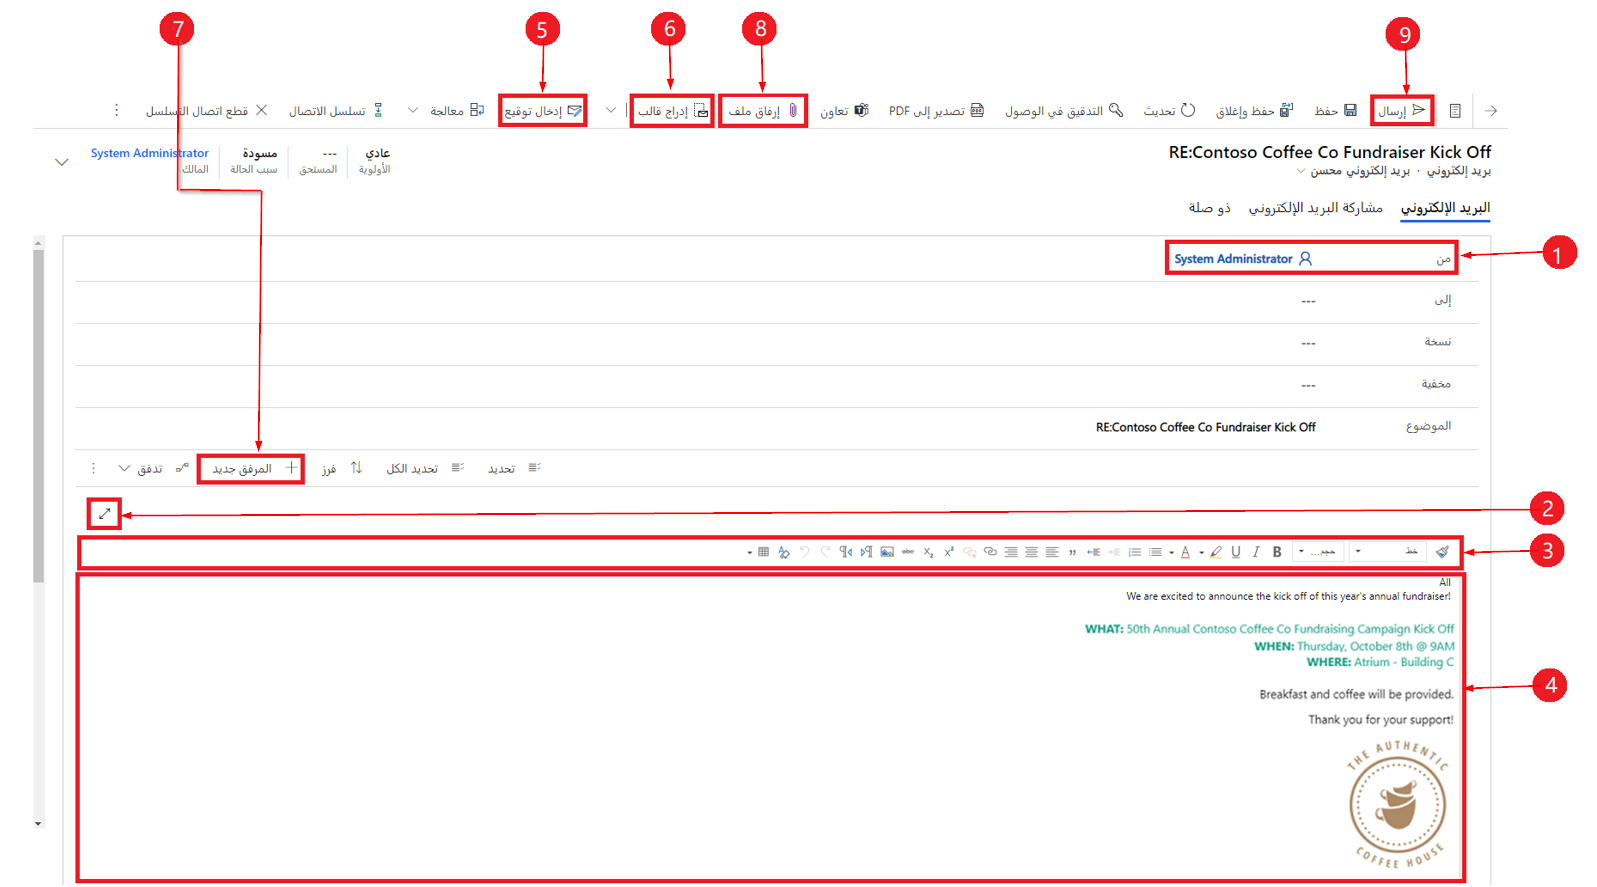 7
5
6
8
9
إرسال
حفظ
حفظ وإغلاق
تحديث
التدقيق في الوصول
تصدير إلى PDF
تعاون
إرفاق ملف
إدراج قالب
إدخال توقيع
معالجة
تسلسل الاتصال
قطع اتصال التسلسل
RE:Contoso Coffee Co Fundraiser Kick Off
بريد إلكتروني · بريد إلكتروني محسن
عادي
الأولوية
---
المستحق
مسودة
سبب الحالة
System Administrator
المالك
البريد الإلكتروني
مشاركة البريد الإلكتروني
ذو صلة
من
System Administrator
1
إلى
---
نسخة
---
مخفية
---
الموضوع
RE:Contoso Coffee Co Fundraiser Kick Off
تحديد
تحديد الكل
فرز
المرفق جديد
تدفق
2
خط
حجم...
B I U A
abc
3
All
We are excited to announce the kick off of this year's annual fundraiser!
WHAT: 50th Annual Contoso Coffee Co Fundraising Campaign Kick Off
WHEN: Thursday, October 8th @ 9AM
WHERE: Atrium - Building C
4
Breakfast and coffee will be provided.
Thank you for your support!
THE AUTHENTIC
COFFEE HOUSE